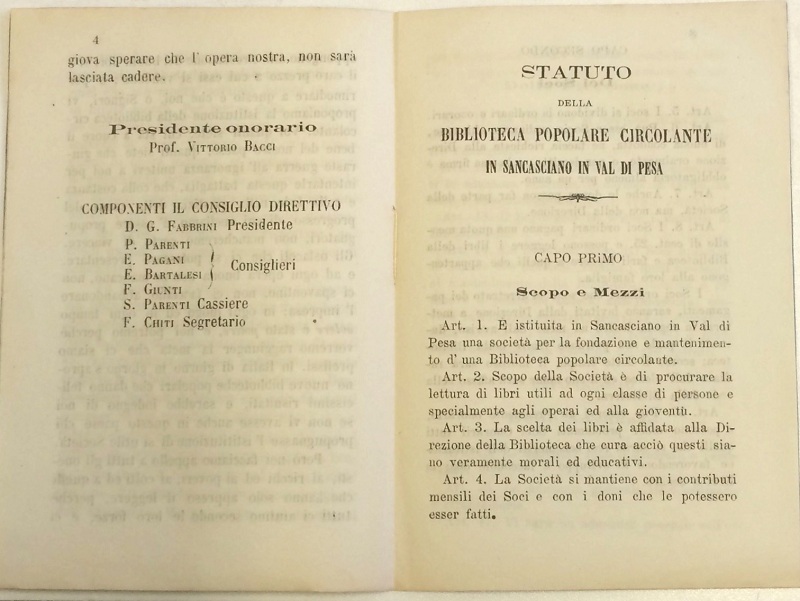 4
giova sperare che l' opera nostra, non sarà
lasciata cadere.
Presidente onorario
Prof. Vittorio Bacci
COMPONENTI IL CONSIGLIO DIRETTIVO
D. G. Fabbrini Presidente
P. Parenti
E. Pagani
E. Bartalesi
F. Giunti
Consiglieri
S. Parenti Cassiere
F. Chiti Segretario
STATUTO
DELLA
BIBLIOTECA POPOLARE CIRCOLANTE
IN SANCASCIANO IN VAL DI PESA
CAPO PRIMO
Scopo e Mezzi
Art. 1. E istituita in Sancasciano in Val di
Pesa una società per la fondazione e mantenimen-
to d' una Biblioteca popolare circolante.
Art. 2. Scopo della Società è di procurare la
lettura di libri utili ad ogni classe di persone e
specialmente agli operai ed alla gioventù.
Art. 3. La scelta dei libri è affidata alla Di-
rezione della Biblioteca che cura acciò questi sia-
no veramente morali ed educativi.
Art. 4. La Società si mantiene con i contributi
mensili dei Soci e con i doni che le potessero
esser fatti.